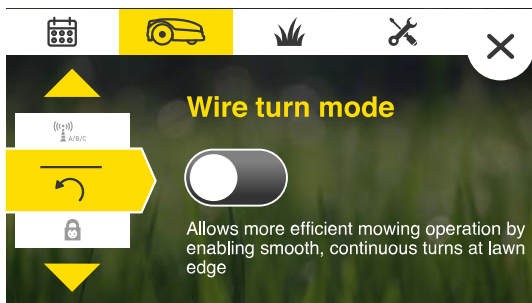 Wire turn mode
A/B/C
Allows more efficient mowing operation by
enabling smooth, continuous turns at lawn
edge